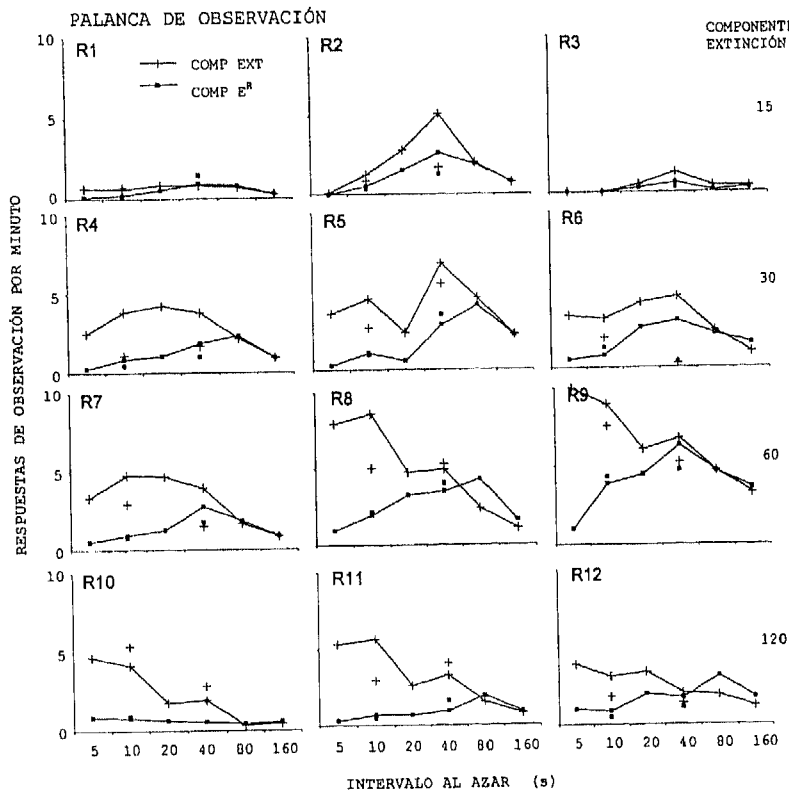 PALANCA DE OBSERVACIÓN
COMPONENTE
EXTINCIÓN
10
R1
COMP EXT
COMP Eᴿ
R2
R3
15
5
0
RESPUESTAS DE OBSERVACIÓN POR MINUTO
10
R4
R5
R6
30
5
0
10
R7
R8
R9
60
5
0
10
R10
R11
R12
120
5
0
5 10 20 40 80 160
5 10 20 40 80 160
5 10 20 40 80 160
INTERVALO AL AZAR (s)